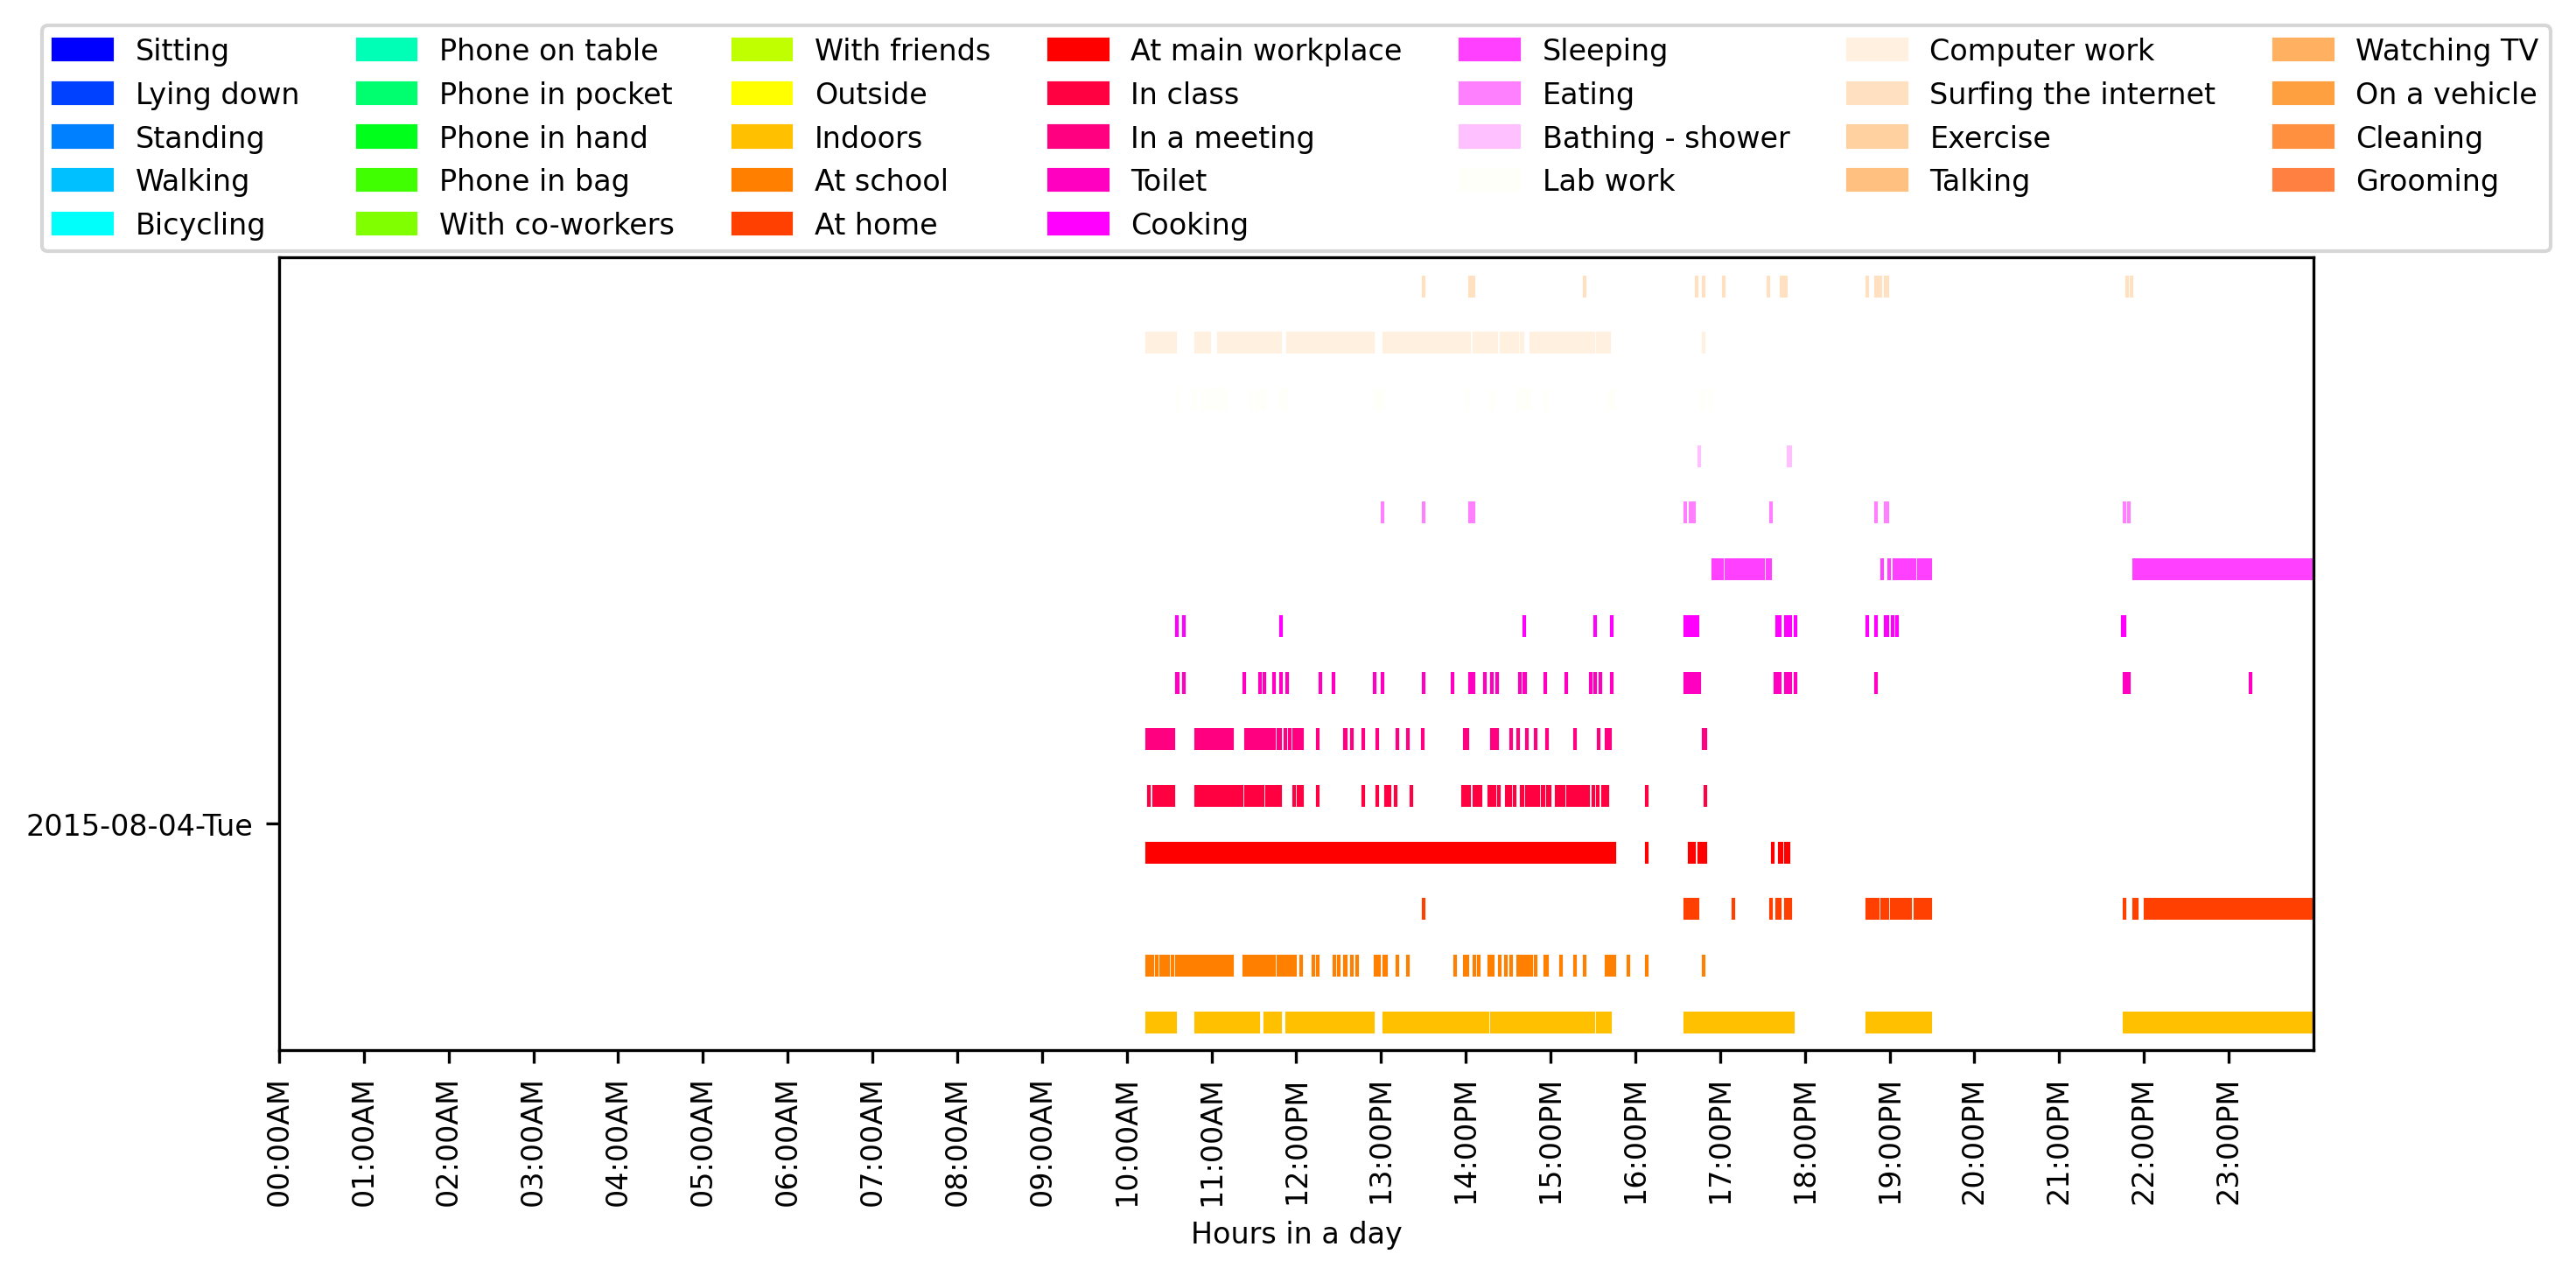 Sitting Phone on table With friends At main workplace Sleeping Computer work Watching TV
Lying down Phone in pocket Outside In class Eating Surfing the internet On a vehicle
Standing Phone in hand Indoors In a meeting Bathing - shower Exercise Cleaning
Walking Phone in bag At school Toilet Lab work Talking Grooming
Bicycling With co-workers At home Cooking
2015-08-04-Tue
00:00AM 01:00AM 02:00AM 03:00AM 04:00AM 05:00AM 06:00AM 07:00AM 08:00AM 09:00AM 10:00AM 11:00AM 12:00PM 13:00PM 14:00PM 15:00PM 16:00PM 17:00PM 18:00PM 19:00PM 20:00PM 21:00PM 22:00PM 23:00PM
Hours in a day